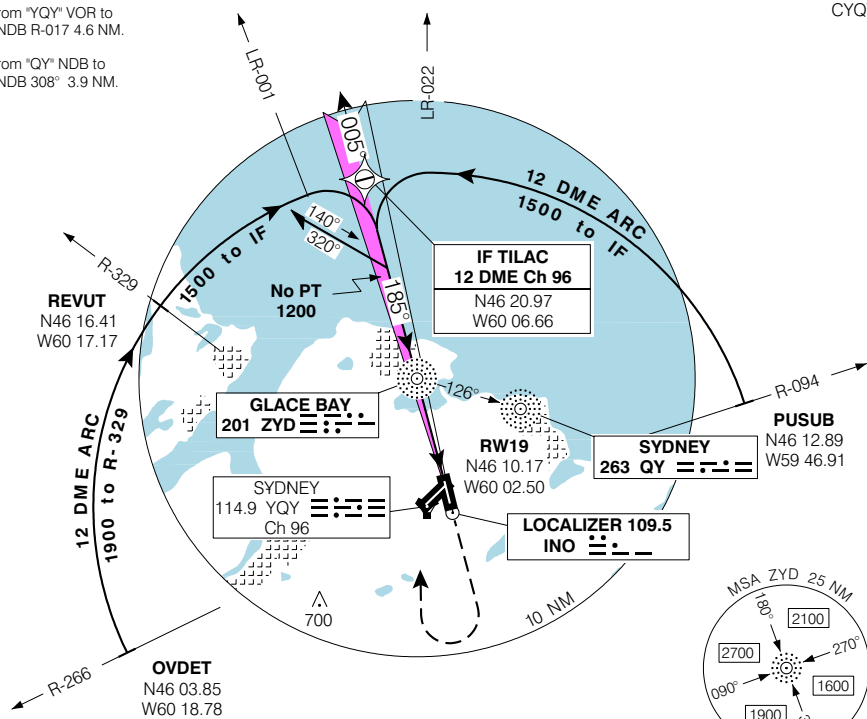 rom "YQY" VOR to
NDB R-017 4.6 NM.
rom "QY" NDB to
NDB 308° 3.9 NM.
CYQ
LR-001
LR-022
005°
12 DME ARC
1500 to IF
1500 to IF
140°
320°
R-329
REVUT
N46 16.41
W60 17.17
No PT
1200
185°
IF TILAC
12 DME Ch 96
N46 20.97
W60 06.66
12 DME ARC
1900 to R-329
GLACE BAY
201 ZYD
126°
R-094
PUSUB
N46 12.89
W59 46.91
RW19
N46 10.17
W60 02.50
SYDNEY
263 QY
SYDNEY
114.9 YQY
Ch 96
LOCALIZER 109.5
INO
700
10 NM
R-266
OVDET
N46 03.85
W60 18.78
MSA ZYD 25 NM
180°
2100
2700
270°
090°
1600
1900